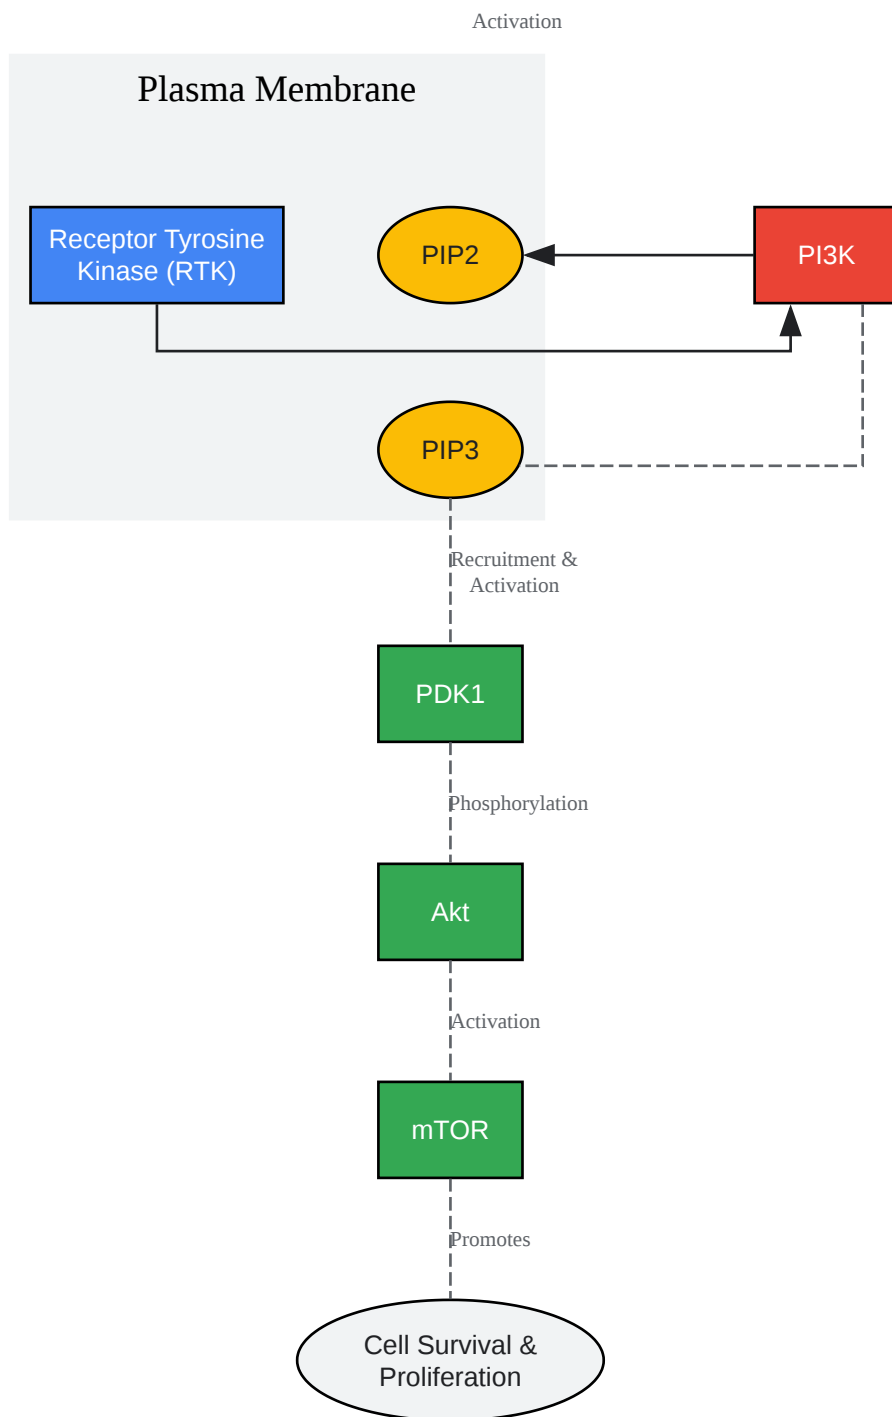 Activation
Plasma Membrane
Receptor Tyrosine
Kinase (RTK)
PIP2
PI3K
PIP3
Recruitment &
Activation
PDK1
Phosphorylation
Akt
Activation
mTOR
Promotes
Cell Survival &
Proliferation